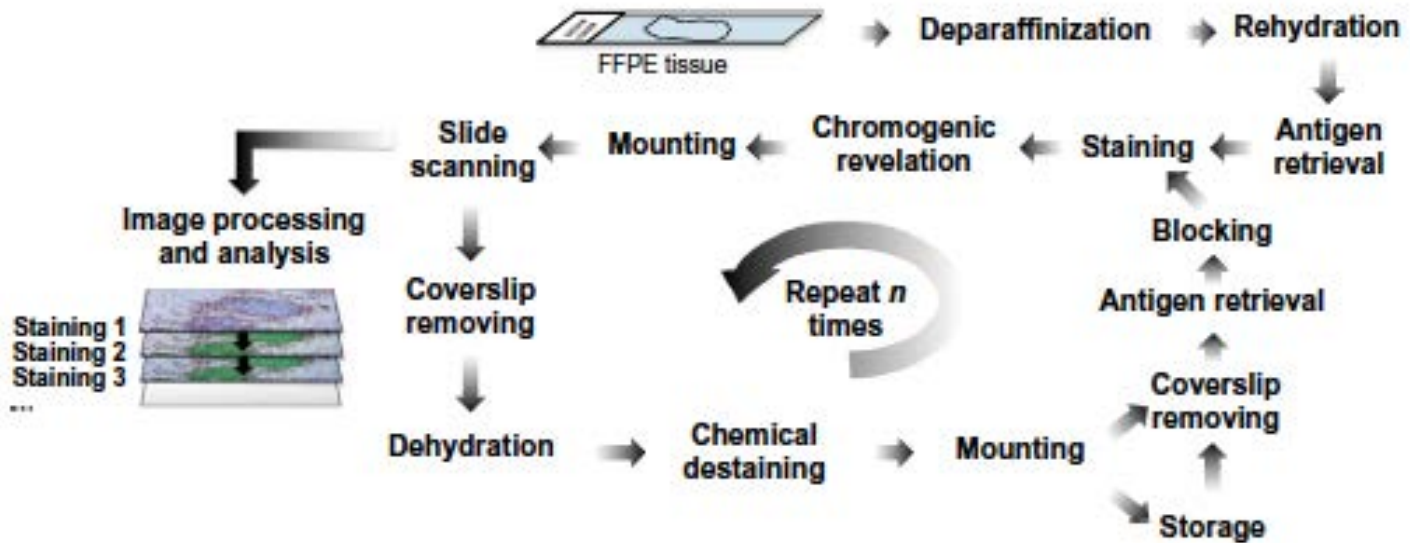 FFPE tissue
Deparaffinization
Rehydration
Antigen
retrieval
Staining
Chromogenic
revelation
Mounting
Slide
scanning
Image processing
and analysis
Staining 1
Staining 2
Staining 3
...
Coverslip
removing
Dehydration
Chemical
destaining
Mounting
Storage
Coverslip
removing
Antigen retrieval
Blocking
Repeat n
times